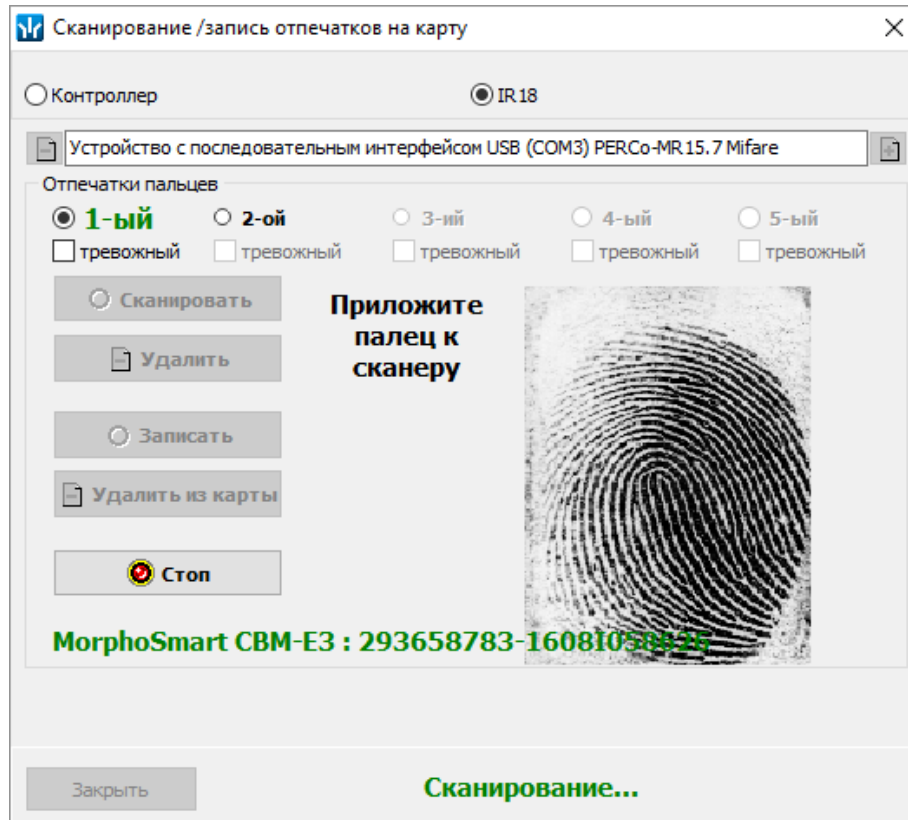 Сканирование /запись отпечатков на карту
Контроллер IR18
Устройство с последовательным интерфейсом USB (COM3) PERCo-MR15.7 Mifare
Отпечатки пальцев
1-ый 2-ой 3-ий 4-ый 5-ый
тревожный тревожный тревожный тревожный тревожный
Сканировать
Приложите
палец к
сканеру
Удалить
Записать
Удалить из карты
Стоп
MorphoSmart CBM-E3 : 293658783-1608I058626
Закрыть
Сканирование...